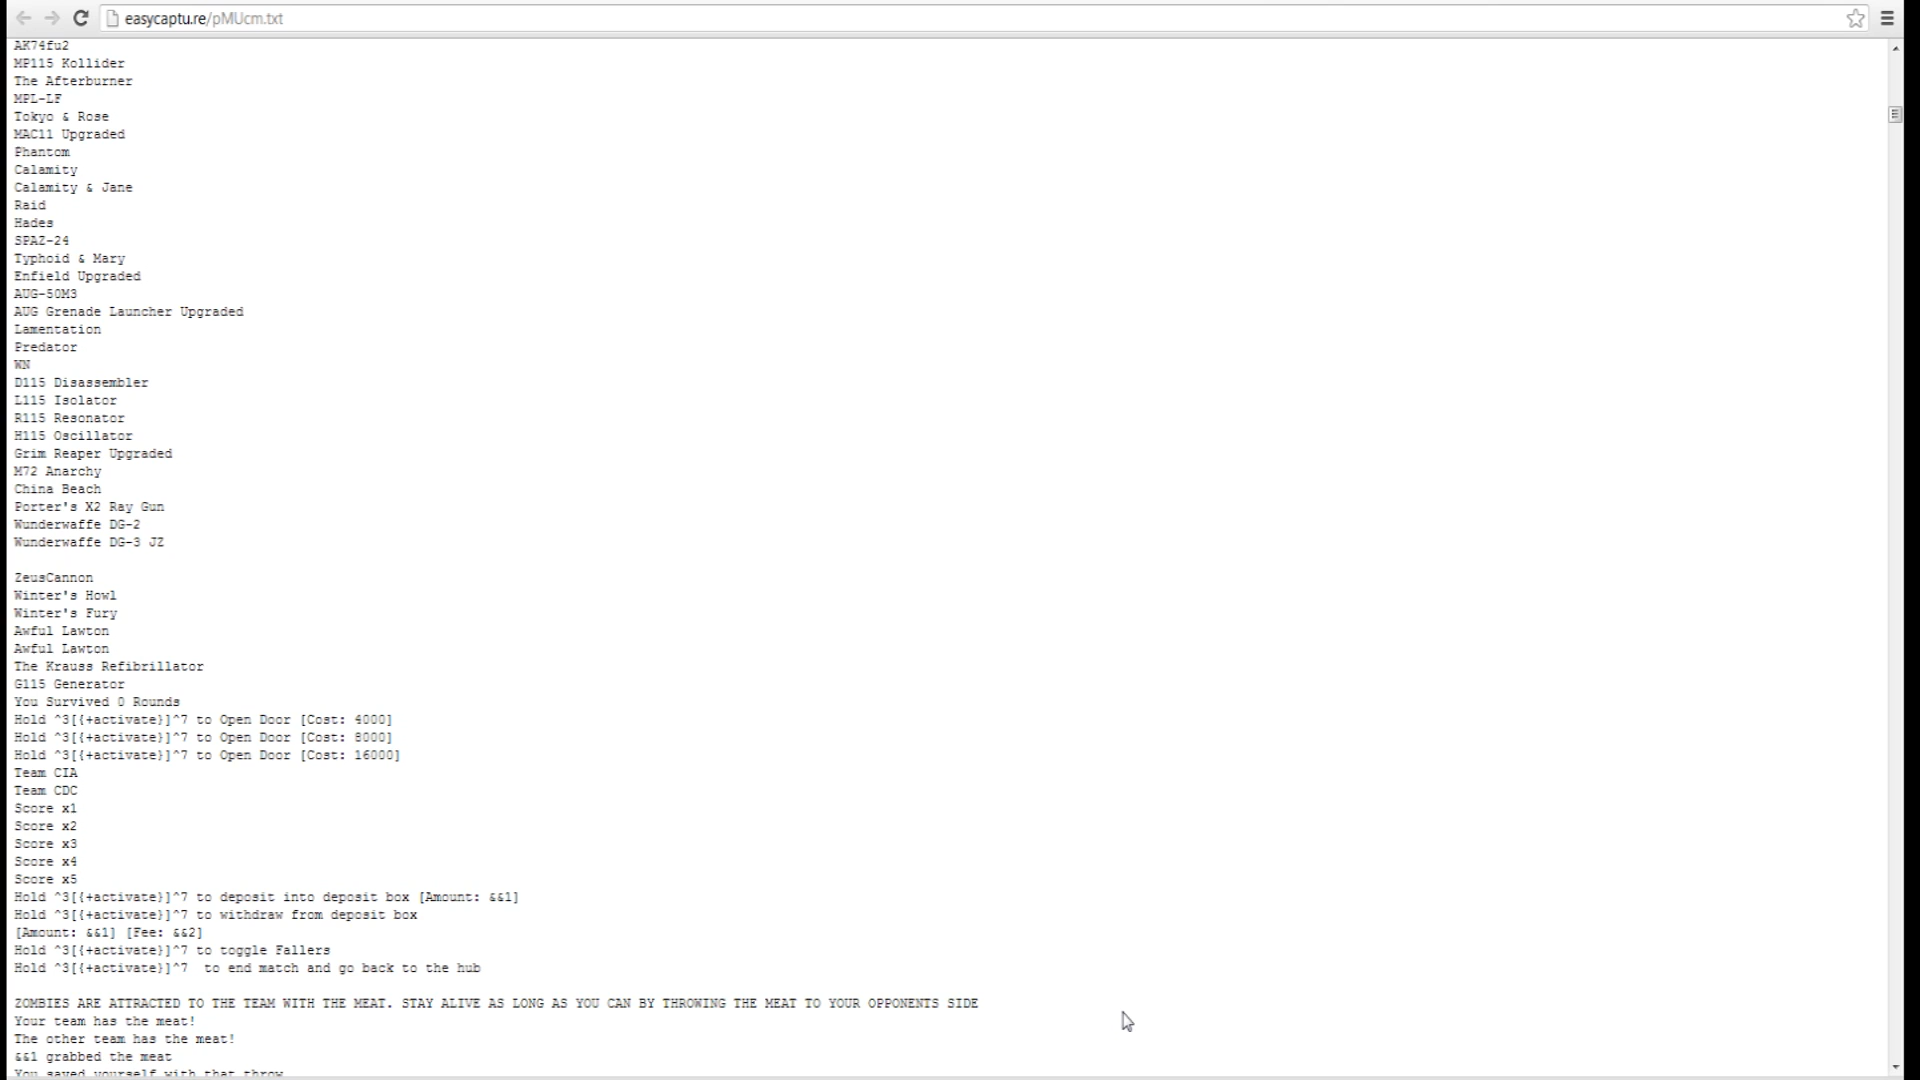 easycaptu.re/pMUcm.txt
AK74fu2
MP115 Kollider
The Afterburner
MPL-LF
Tokyo & Rose
MAC11 Upgraded
Phantom
Calamity
Calamity & Jane
Raid
Hades
SPAZ-24
Typhoid & Mary
Enfield Upgraded
AUG-50M3
AUG Grenade Launcher Upgraded
Lamentation
Predator
WN
D115 Disassembler
L115 Isolator
R115 Resonator
H115 Oscillator
Grim Reaper Upgraded
M72 Anarchy
China Beach
Porter's X2 Ray Gun
Wunderwaffe DG-2
Wunderwaffe DG-3 JZ
ZeusCannon
Winter's Howl
Winter's Fury
Awful Lawton
Awful Lawton
The Krauss Refibrillator
G115 Generator
You Survived 0 Rounds
Hold ^3[{+activate}]^7 to Open Door [Cost: 4000]
Hold ^3[{+activate}]^7 to Open Door [Cost: 8000]
Hold ^3[{+activate}]^7 to Open Door [Cost: 16000]
Team CIA
Team CDC
Score x1
Score x2
Score x3
Score x4
Score x5
Hold ^3[{+activate}]^7 to deposit into deposit box [Amount: &&1]
Hold ^3[{+activate}]^7 to withdraw from deposit box
[Amount: &&1] [Fee: &&2]
Hold ^3[{+activate}]^7 to toggle Fallers
Hold ^3[{+activate}]^7  to end match and go back to the hub
ZOMBIES ARE ATTRACTED TO THE TEAM WITH THE MEAT. STAY ALIVE AS LONG AS YOU CAN BY THROWING THE MEAT TO YOUR OPPONENTS SIDE
Your team has the meat!
The other team has the meat!
&&1 grabbed the meat
You saved yourself with that throw